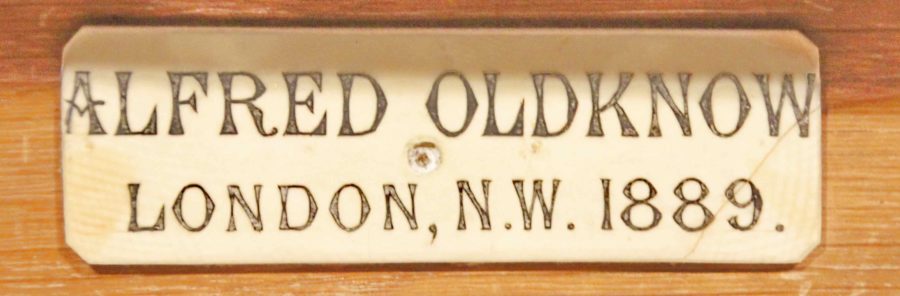 ALFRED OLDKNOW
LONDON, N.W. 1889.